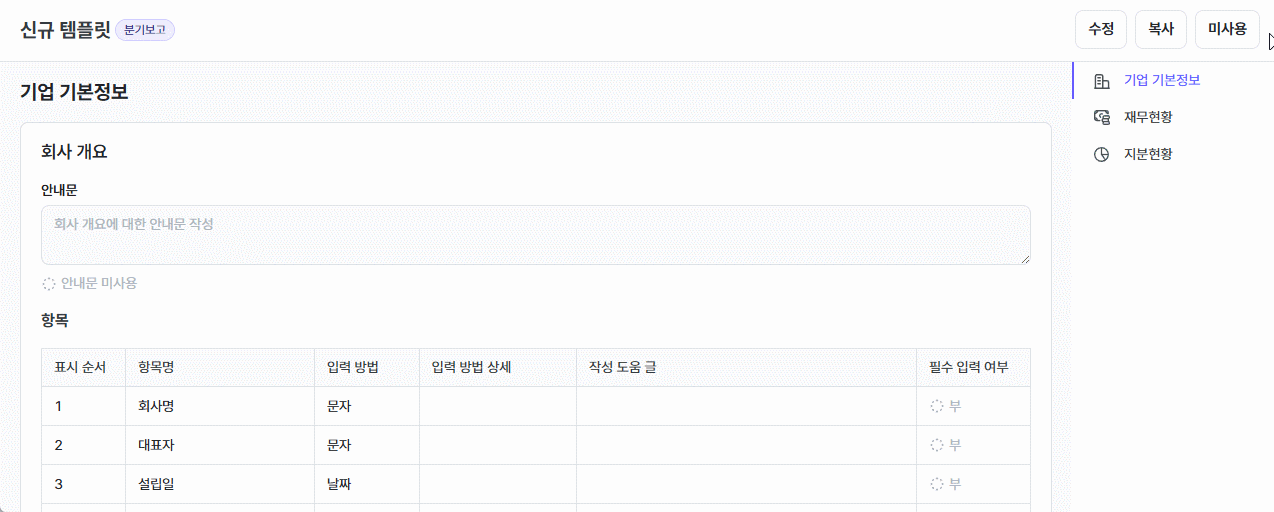 신규 템플릿 분기보고 수정 복사 미사용
기업 기본정보
기업 기본정보
재무현황
지분현황
회사 개요
안내문
회사 개요에 대한 안내문 작성
안내문 미사용
항목
표시 순서 항목명 입력 방법 입력 방법 상세 작성 도움 글 필수 입력 여부
1 회사명 문자 부
2 대표자 문자 부
3 설립일 날짜 부